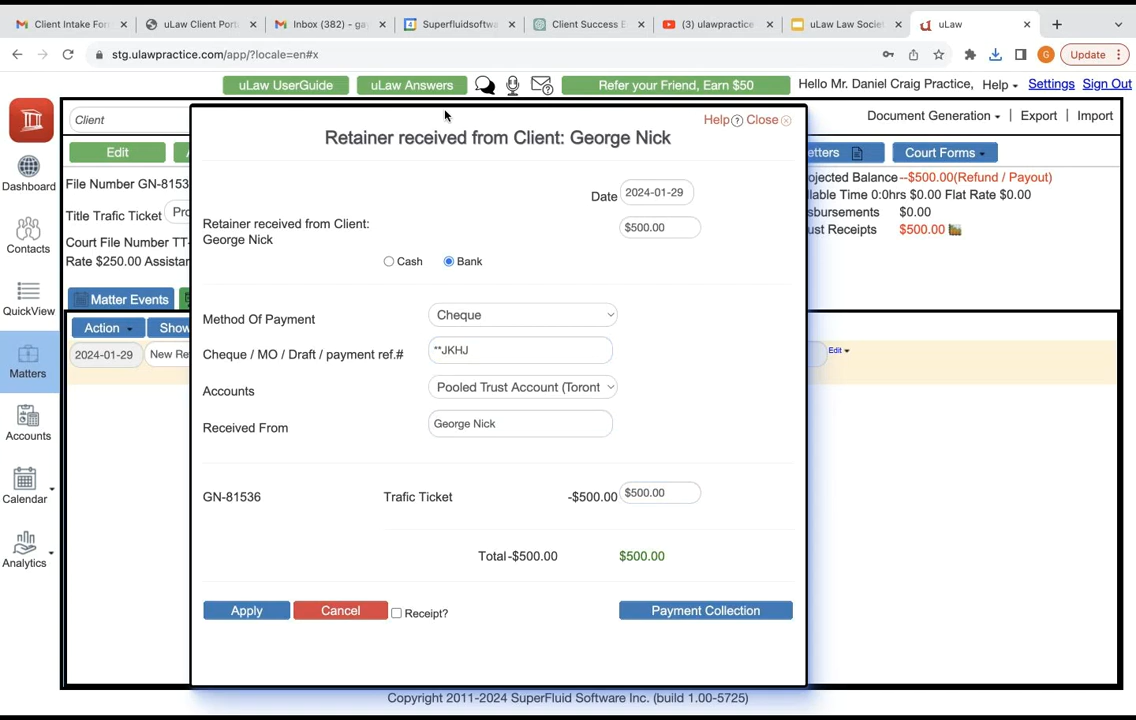 Client Intake Form
uLaw Client Port
Inbox (382) - ga
Superfluidsoftwa
Client Success E
(3) ulawpractice
uLaw Law Societ
uLaw
stg.ulawpractice.com/app/?locale=en#x
G
Update
uLaw UserGuide
uLaw Answers
Refer your Friend, Earn $50
Hello Mr. Daniel Craig Practice,
Help
Settings
Sign Out
Client
Help? Close
Document Generation | Export | Import
Retainer received from Client: George Nick
Edit
etters
Court Forms
Dashboard
File Number GN-8153
ojected Balance--$500.00(Refund / Payout)
Date 2024-01-29
lable Time 0:0hrs $0.00 Flat Rate $0.00
Title Trafic Ticket
Pro
sbursements $0.00
Retainer received from Client:
George Nick
$500.00
ust Receipts $500.00
Court File Number TT-
Contacts
Rate $250.00 Assistar
Cash
Bank
QuickView
Matter Events
Method Of Payment
Cheque
Action
Show
Cheque / MO / Draft / payment ref.#
**JKHJ
2024-01-29
New Re
Edit
Matters
Accounts
Pooled Trust Account (Toront
Received From
George Nick
Accounts
GN-81536
Trafic Ticket
-$500.00
$500.00
Calendar
Total-$500.00
$500.00
Analytics
Apply
Cancel
Receipt?
Payment Collection
Copyright 2011-2024 SuperFluid Software Inc. (build 1.00-5725)